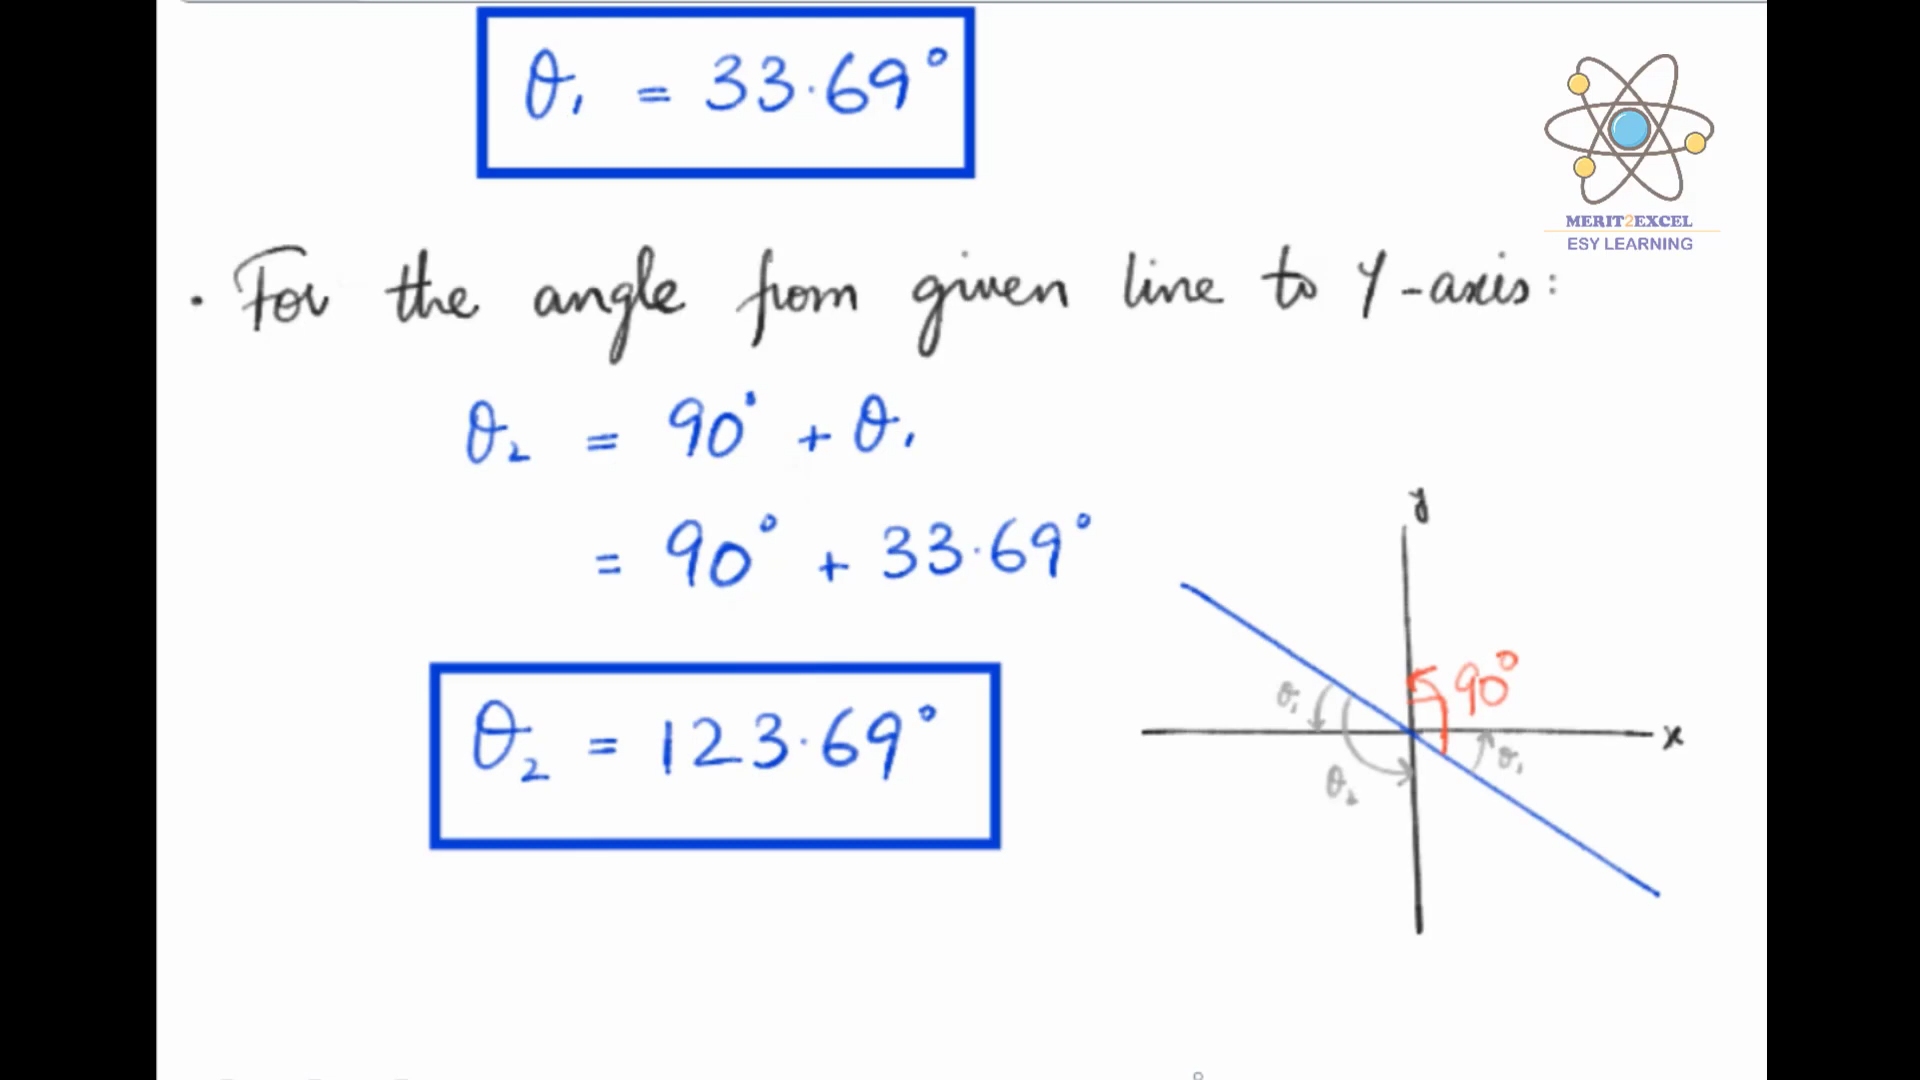 θ₁ = 33.69°
MERIT2EXCEL
ESY LEARNING
. For the angle from given line to Y-axis:
θ₂ = 90° + θ₁
= 90° + 33.69°
θ₂ = 123.69°
y
90°
θ₁
x
θ₁
θ₂